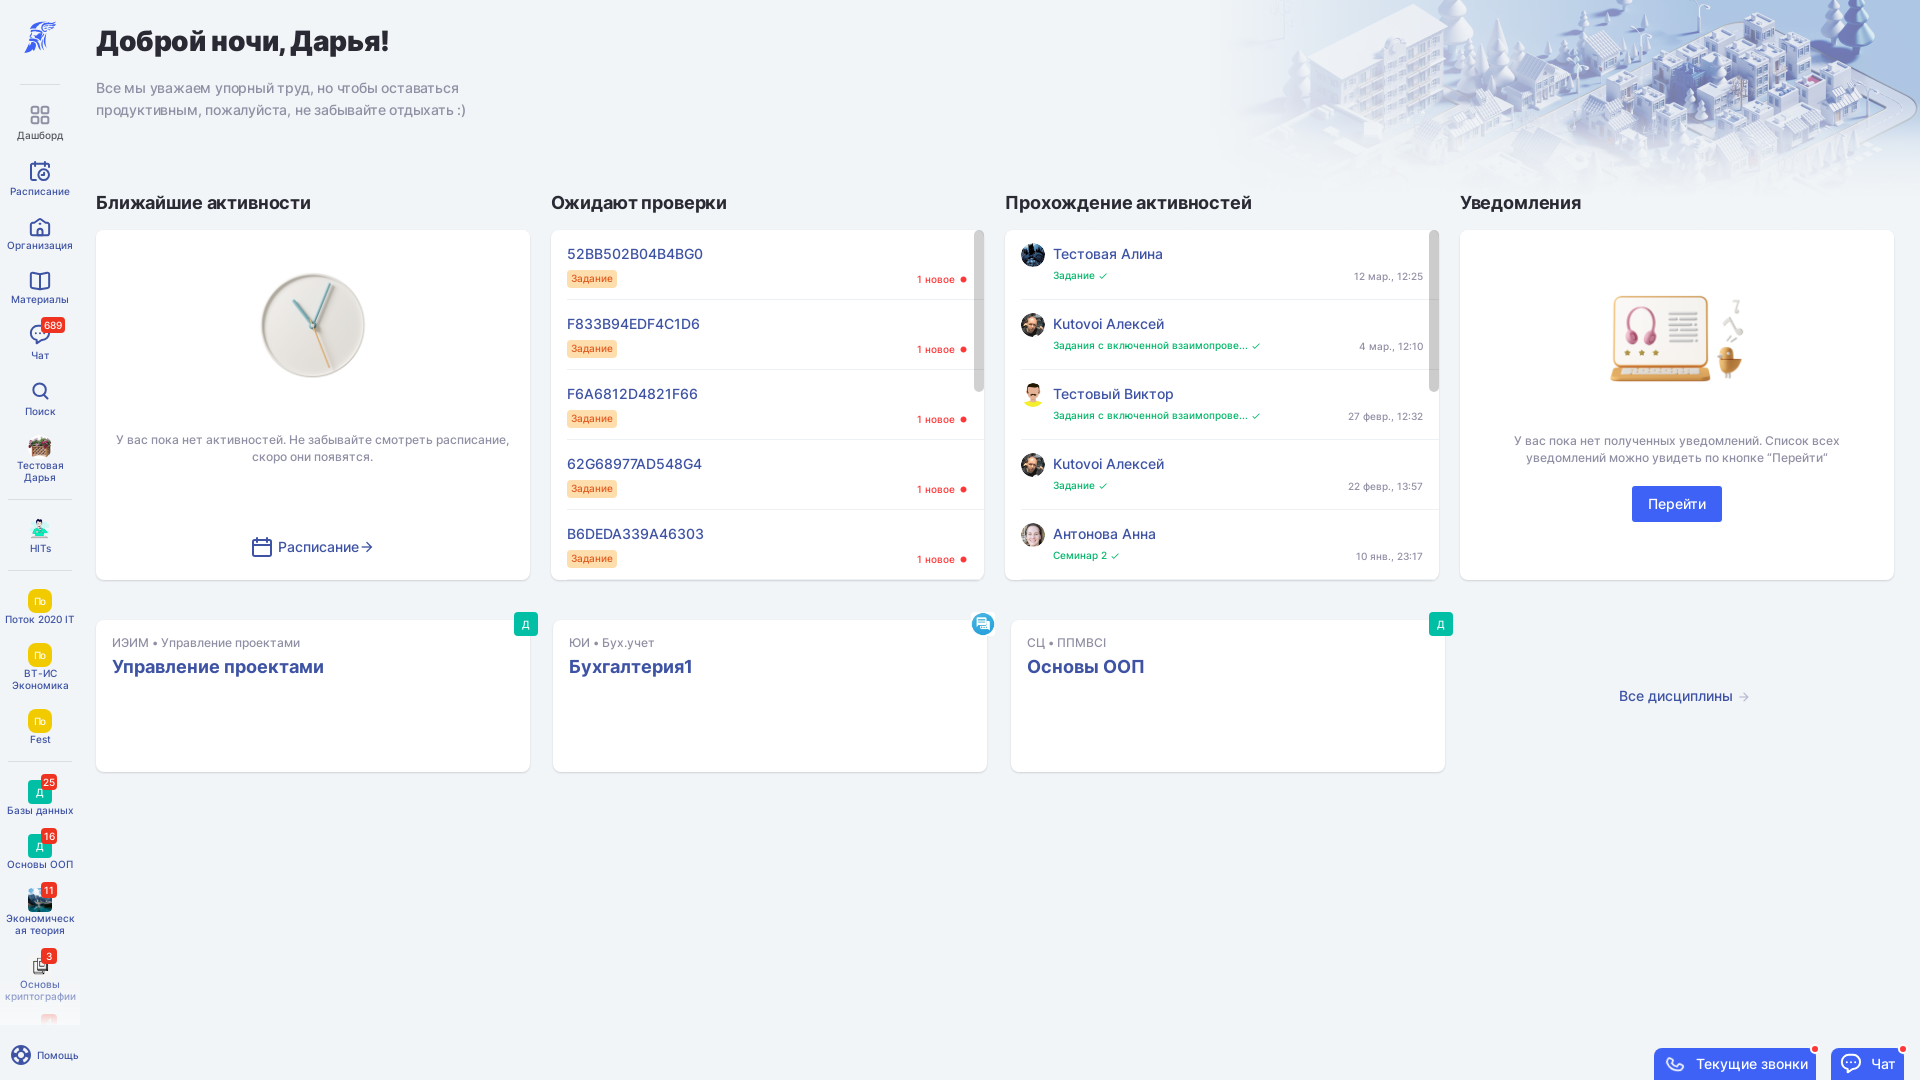 Доброй ночи, Дарья!
Все мы уважаем упорный труд, но чтобы оставаться
продуктивным, пожалуйста, не забывайте отдыхать :)
Дашборд
Расписание
Организация
Материалы
689
Чат
Поиск
Тестовая
Дарья
HITs
По
Поток 2020 IT
По
ВТ-ИС
Экономика
По
Fest
25
Д
Базы данных
16
Д
Основы ООП
11
Экономическ
ая теория
3
Основы
криптографии
Помощь
Ближайшие активности
У вас пока нет активностей. Не забывайте смотреть расписание,
скоро они появятся.
Расписание
Ожидают проверки
52BB502B04B4BG0
Задание
1 новое
F833B94EDF4C1D6
Задание
1 новое
F6A6812D4821F66
Задание
1 новое
62G68977AD548G4
Задание
1 новое
B6DEDA339A46303
Задание
1 новое
Прохождение активностей
Тестовая Алина
Задание
12 мар., 12:25
Kutovoi Алексей
Задания с включенной взаимопрове...
4 мар., 12:10
Тестовый Виктор
Задания с включенной взаимопрове...
27 февр., 12:32
Kutovoi Алексей
Задание
22 февр., 13:57
Антонова Анна
Семинар 2
10 янв., 23:17
Уведомления
У вас пока нет полученных уведомлений. Список всех
уведомлений можно увидеть по кнопке “Перейти”
Перейти
Д
ИЭИМ • Управление проектами
Управление проектами
ЮИ • Бух.учет
Бухгалтерия1
Д
СЦ • ППМВСI
Основы ООП
Все дисциплины
Текущие звонки
Чат